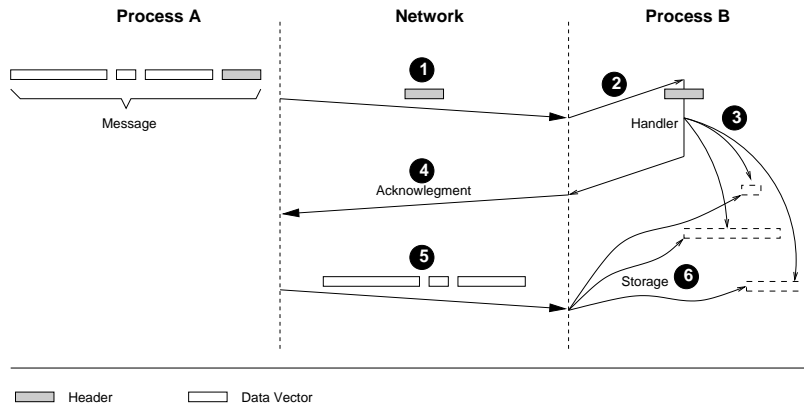 Process A Network Process B
1
2
3
Message
Handler
4
Acknowlegment
5
6
Storage
Header Data Vector